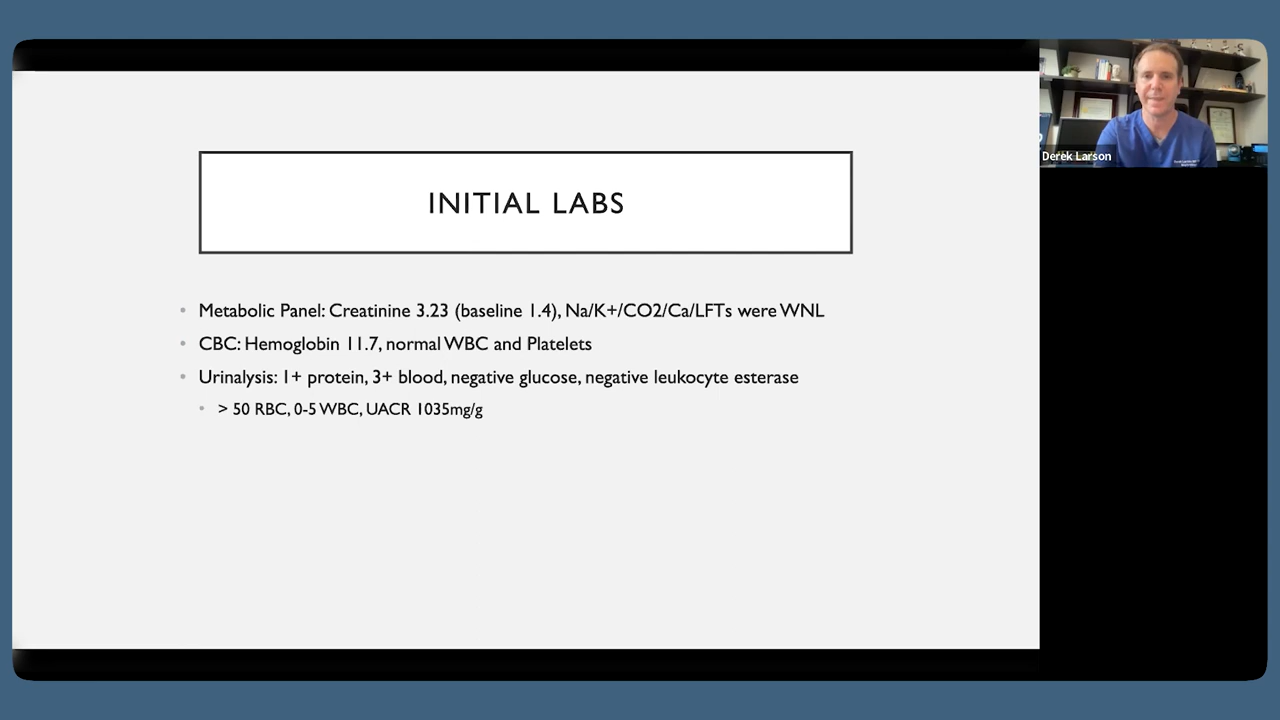 INITIAL LABS
Metabolic Panel: Creatinine 3.23 (baseline 1.4), Na/K+/CO2/Ca/LFTs were WNL
CBC: Hemoglobin 11.7, normal WBC and Platelets
Urinalysis: 1+ protein, 3+ blood, negative glucose, negative leukocyte esterase
> 50 RBC, 0-5 WBC, UACR 1035mg/g
Derek Larson